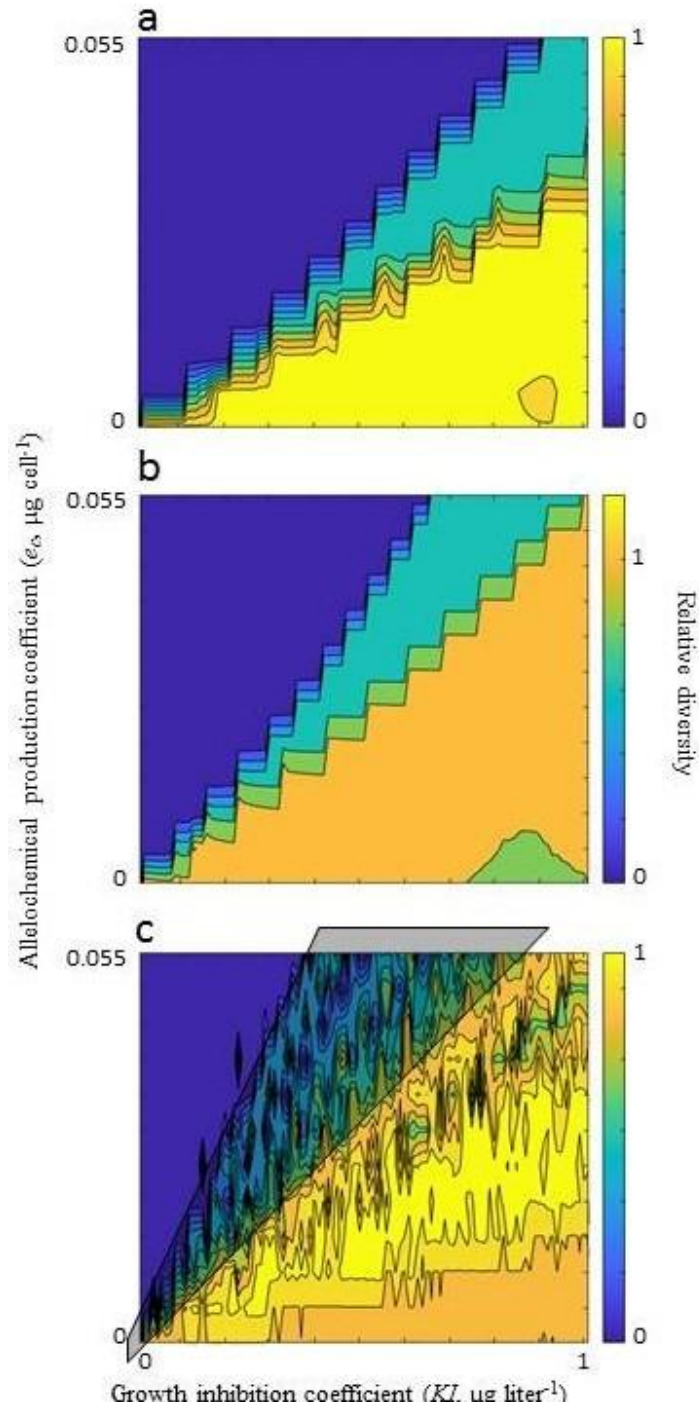 a
0.055
1
0
0
b
0.055
1
0
0
c
0.055
1
0
0
0
1
Allelochemical production coefficient (ec, µg cell-1)
Relative diversity
Growth inhibition coefficient (KI, µg liter-1)